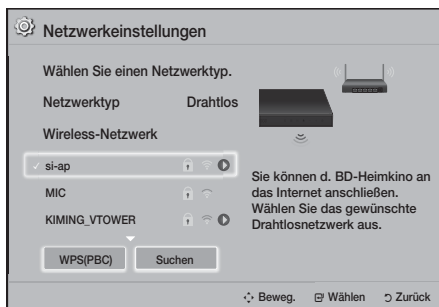 Netzwerkeinstellungen
Wählen Sie einen Netzwerktyp.
Netzwerktyp Drahtlos
Wireless-Netzwerk
si-ap
MIC
KIMING_VTOWER
WPS(PBC) Suchen
Sie können d. BD-Heimkino an
das Internet anschließen.
Wählen Sie das gewünschte
Drahtlosnetzwerk aus.
Beweg. Wählen Zurück